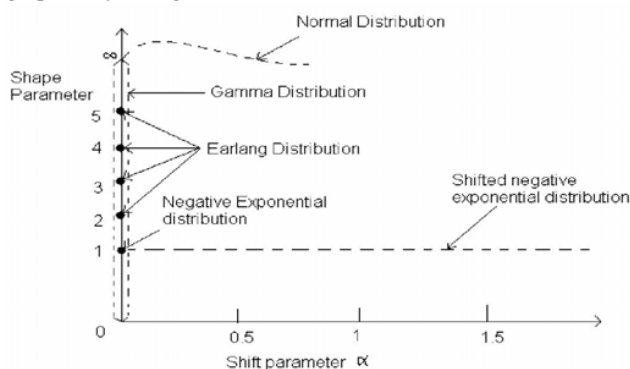 Normal Distribution
∞
Shape
Parameter
Gamma Distribution
5
4
Earlang Distribution
3
Shifted negative
exponential distribution
Negative Exponential
distribution
2
1
0
0.5
1
1.5
Shift parameter α